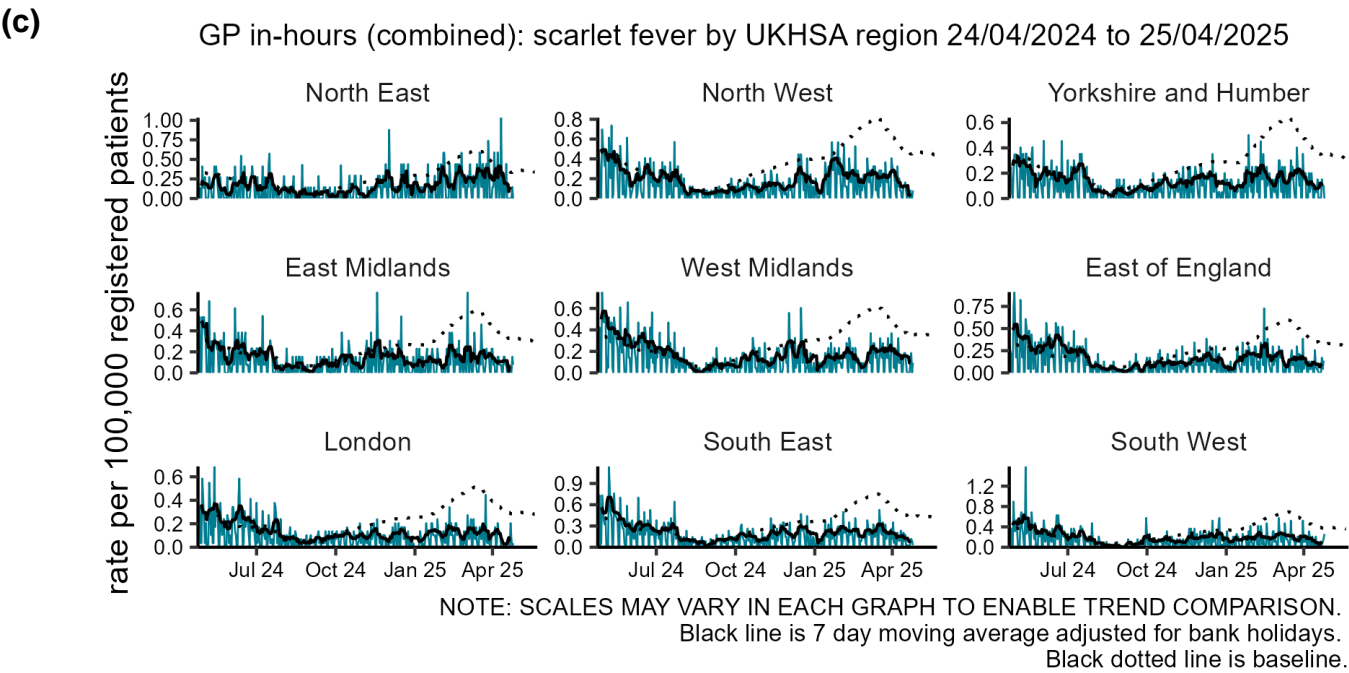 (c)
GP in-hours (combined): scarlet fever by UKHSA region 24/04/2024 to 25/04/2025
rate per 100,000 registered patients
North East
1.00
0.75
0.50
0.25
0.00
North West
0.8
0.6
0.4
0.2
0.0
Yorkshire and Humber
0.6
0.4
0.2
0.0
East Midlands
0.6
0.4
0.2
0.0
West Midlands
0.6
0.4
0.2
0.0
East of England
0.75
0.50
0.25
0.00
London
0.6
0.4
0.2
0.0
Jul 24 Oct 24 Jan 25 Apr 25
South East
0.9
0.6
0.3
0.0
Jul 24 Oct 24 Jan 25 Apr 25
South West
1.2
0.8
0.4
0.0
Jul 24 Oct 24 Jan 25 Apr 25
NOTE: SCALES MAY VARY IN EACH GRAPH TO ENABLE TREND COMPARISON.
Black line is 7 day moving average adjusted for bank holidays.
Black dotted line is baseline.